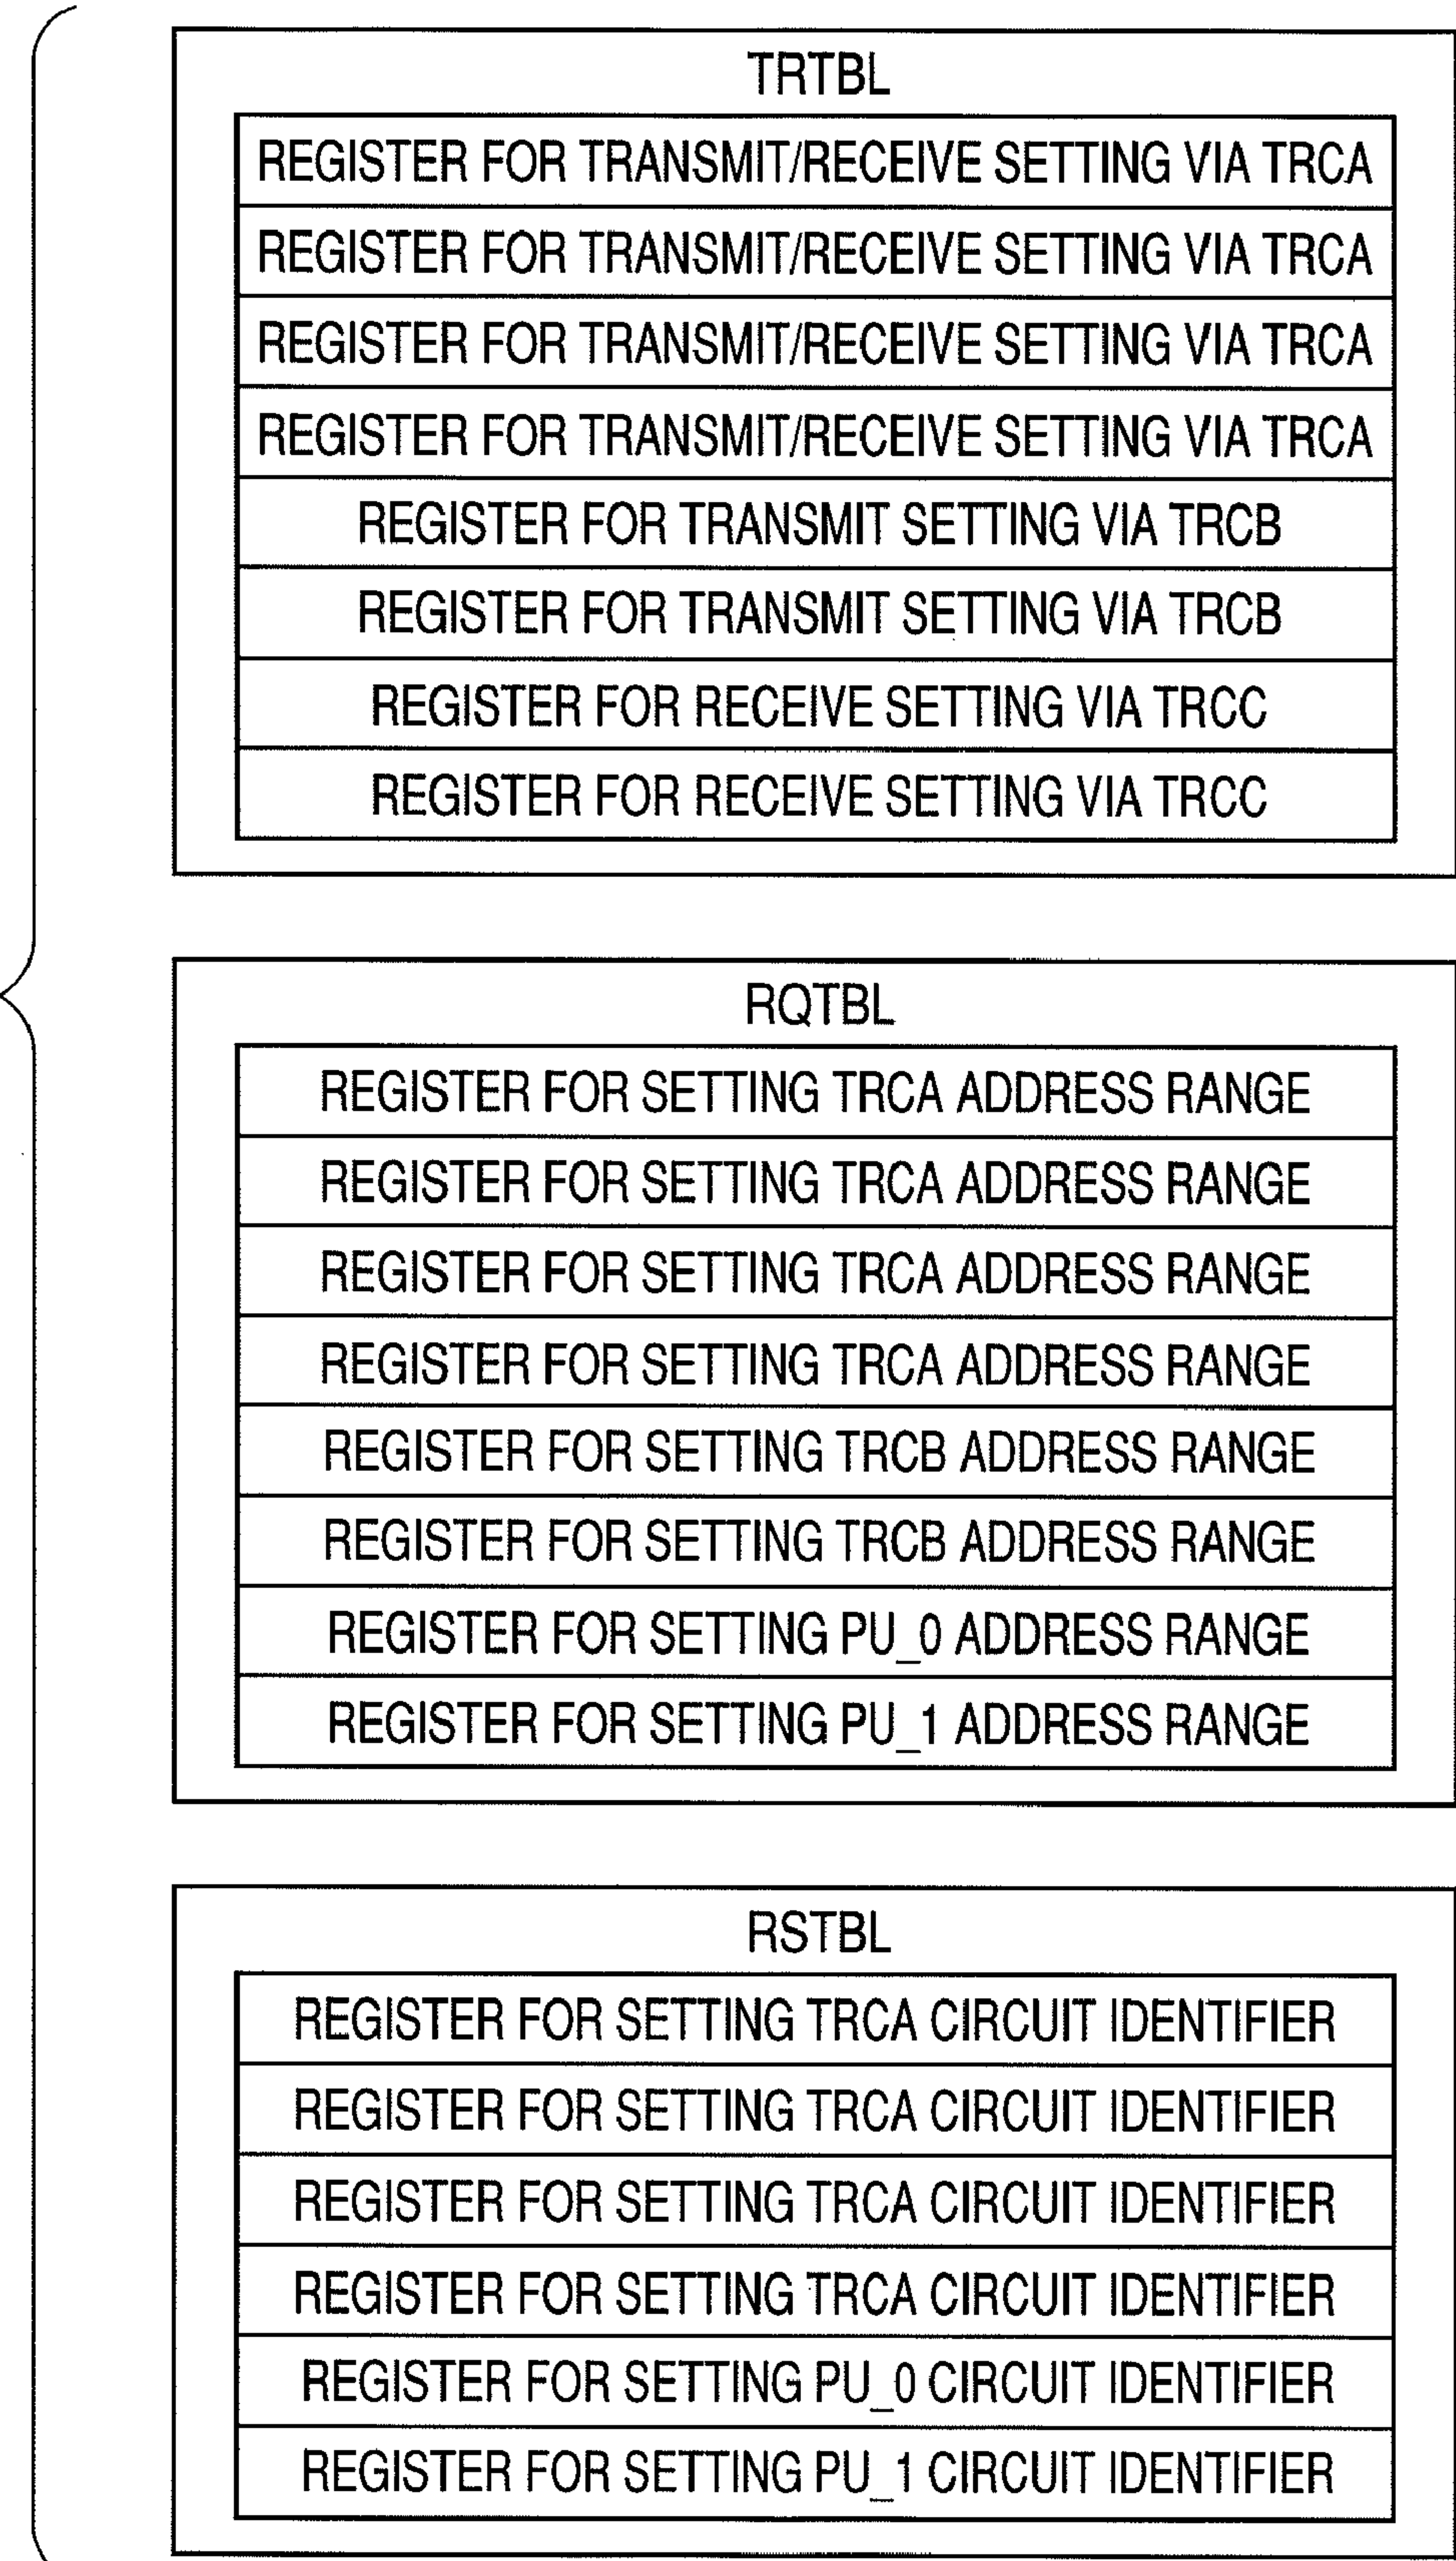 TRTBL
REGISTER FOR TRANSMIT/RECEIVE SETTING VIA TRCA
REGISTER FOR TRANSMIT/RECEIVE SETTING VIA TRCA
REGISTER FOR TRANSMIT/RECEIVE SETTING VIA TRCA
REGISTER FOR TRANSMIT/RECEIVE SETTING VIA TRCA
REGISTER FOR TRANSMIT SETTING VIA TRCB
REGISTER FOR TRANSMIT SETTING VIA TRCB
REGISTER FOR RECEIVE SETTING VIA TRCC
REGISTER FOR RECEIVE SETTING VIA TRCC
RQTBL
REGISTER FOR SETTING TRCA ADDRESS RANGE
REGISTER FOR SETTING TRCA ADDRESS RANGE
REGISTER FOR SETTING TRCA ADDRESS RANGE
REGISTER FOR SETTING TRCA ADDRESS RANGE
REGISTER FOR SETTING TRCB ADDRESS RANGE
REGISTER FOR SETTING TRCB ADDRESS RANGE
REGISTER FOR SETTING PU_0 ADDRESS RANGE
REGISTER FOR SETTING PU_1 ADDRESS RANGE
RSTBL
REGISTER FOR SETTING TRCA CIRCUIT IDENTIFIER
REGISTER FOR SETTING TRCA CIRCUIT IDENTIFIER
REGISTER FOR SETTING TRCA CIRCUIT IDENTIFIER
REGISTER FOR SETTING TRCA CIRCUIT IDENTIFIER
REGISTER FOR SETTING PU_0 CIRCUIT IDENTIFIER
REGISTER FOR SETTING PU_1 CIRCUIT IDENTIFIER